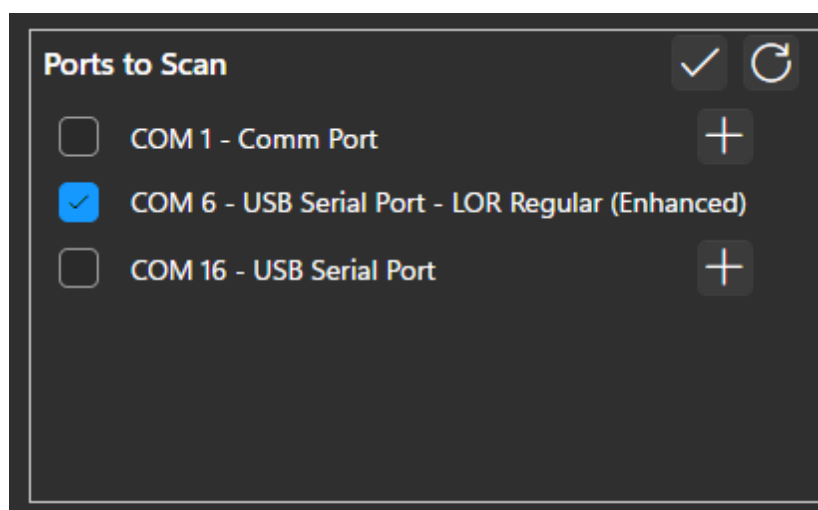 Ports to Scan
COM 1 - Comm Port
COM 6 - USB Serial Port - LOR Regular (Enhanced)
COM 16 - USB Serial Port